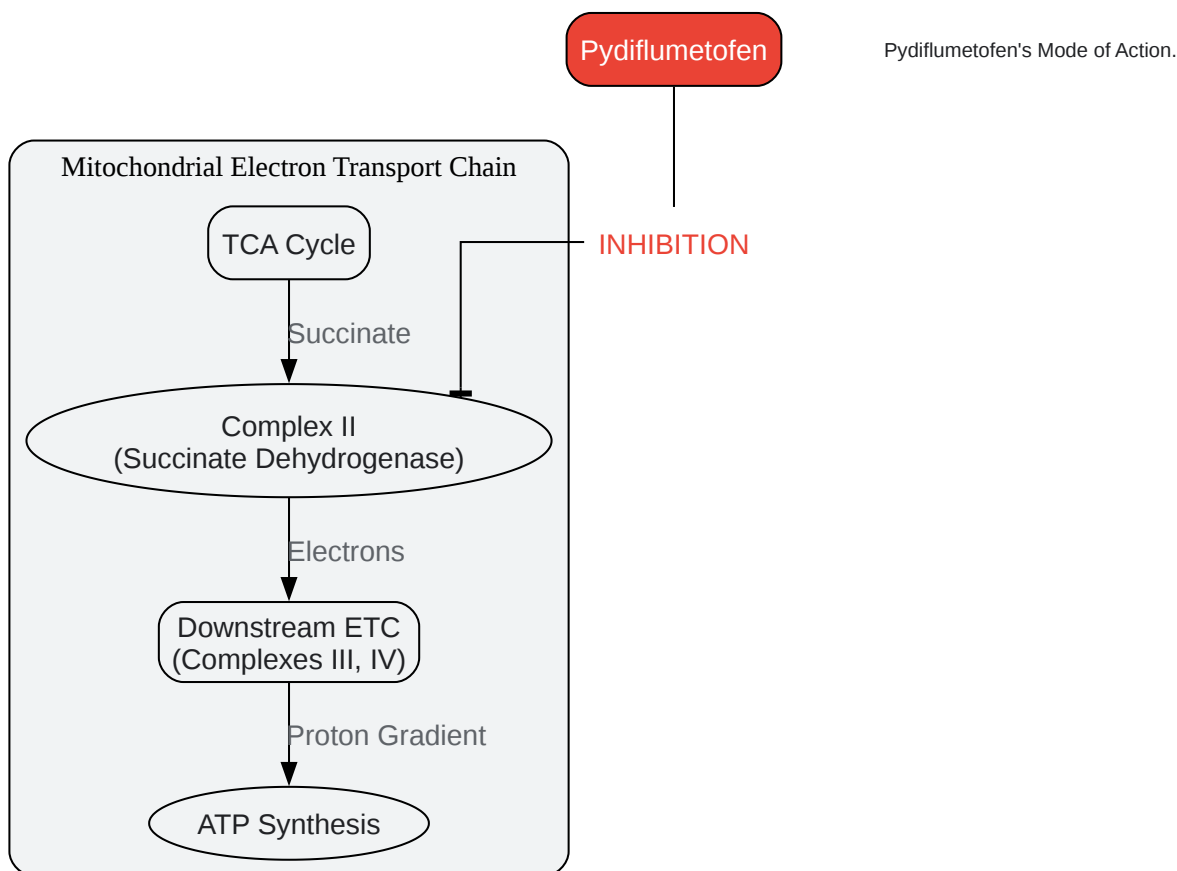 Pydiflumetofen
Pydiflumetofen's Mode of Action.
Mitochondrial Electron Transport Chain
TCA Cycle
INHIBITION
Succinate
Complex II
(Succinate Dehydrogenase)
Electrons
Downstream ETC
(Complexes III, IV)
Proton Gradient
ATP Synthesis